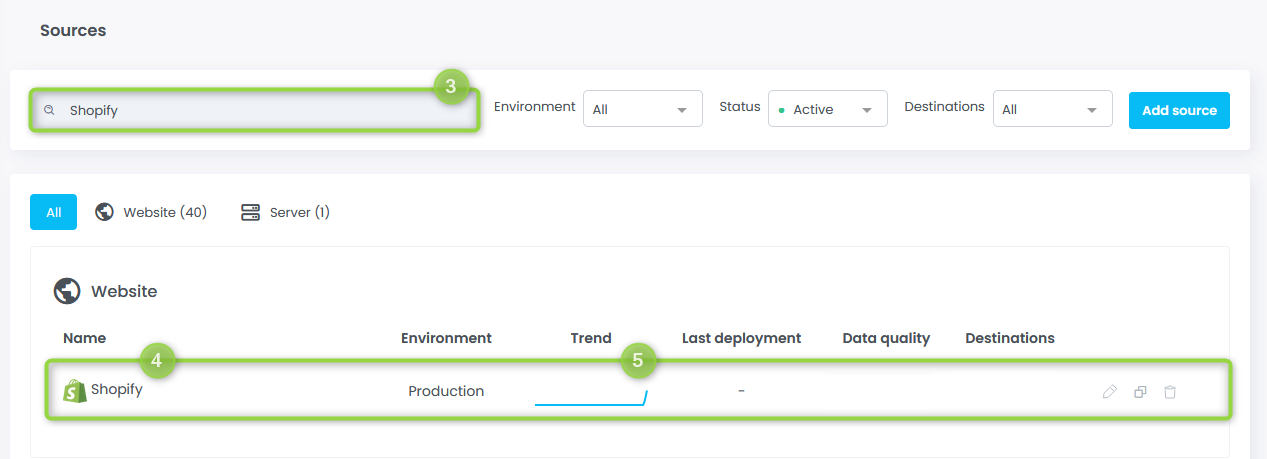 Sources
3
Shopify
Environment All Status Active Destinations All Add source
All Website (40) Server (1)
Website
Name Environment Trend Last deployment Data quality Destinations
4 5
Shopify Production -